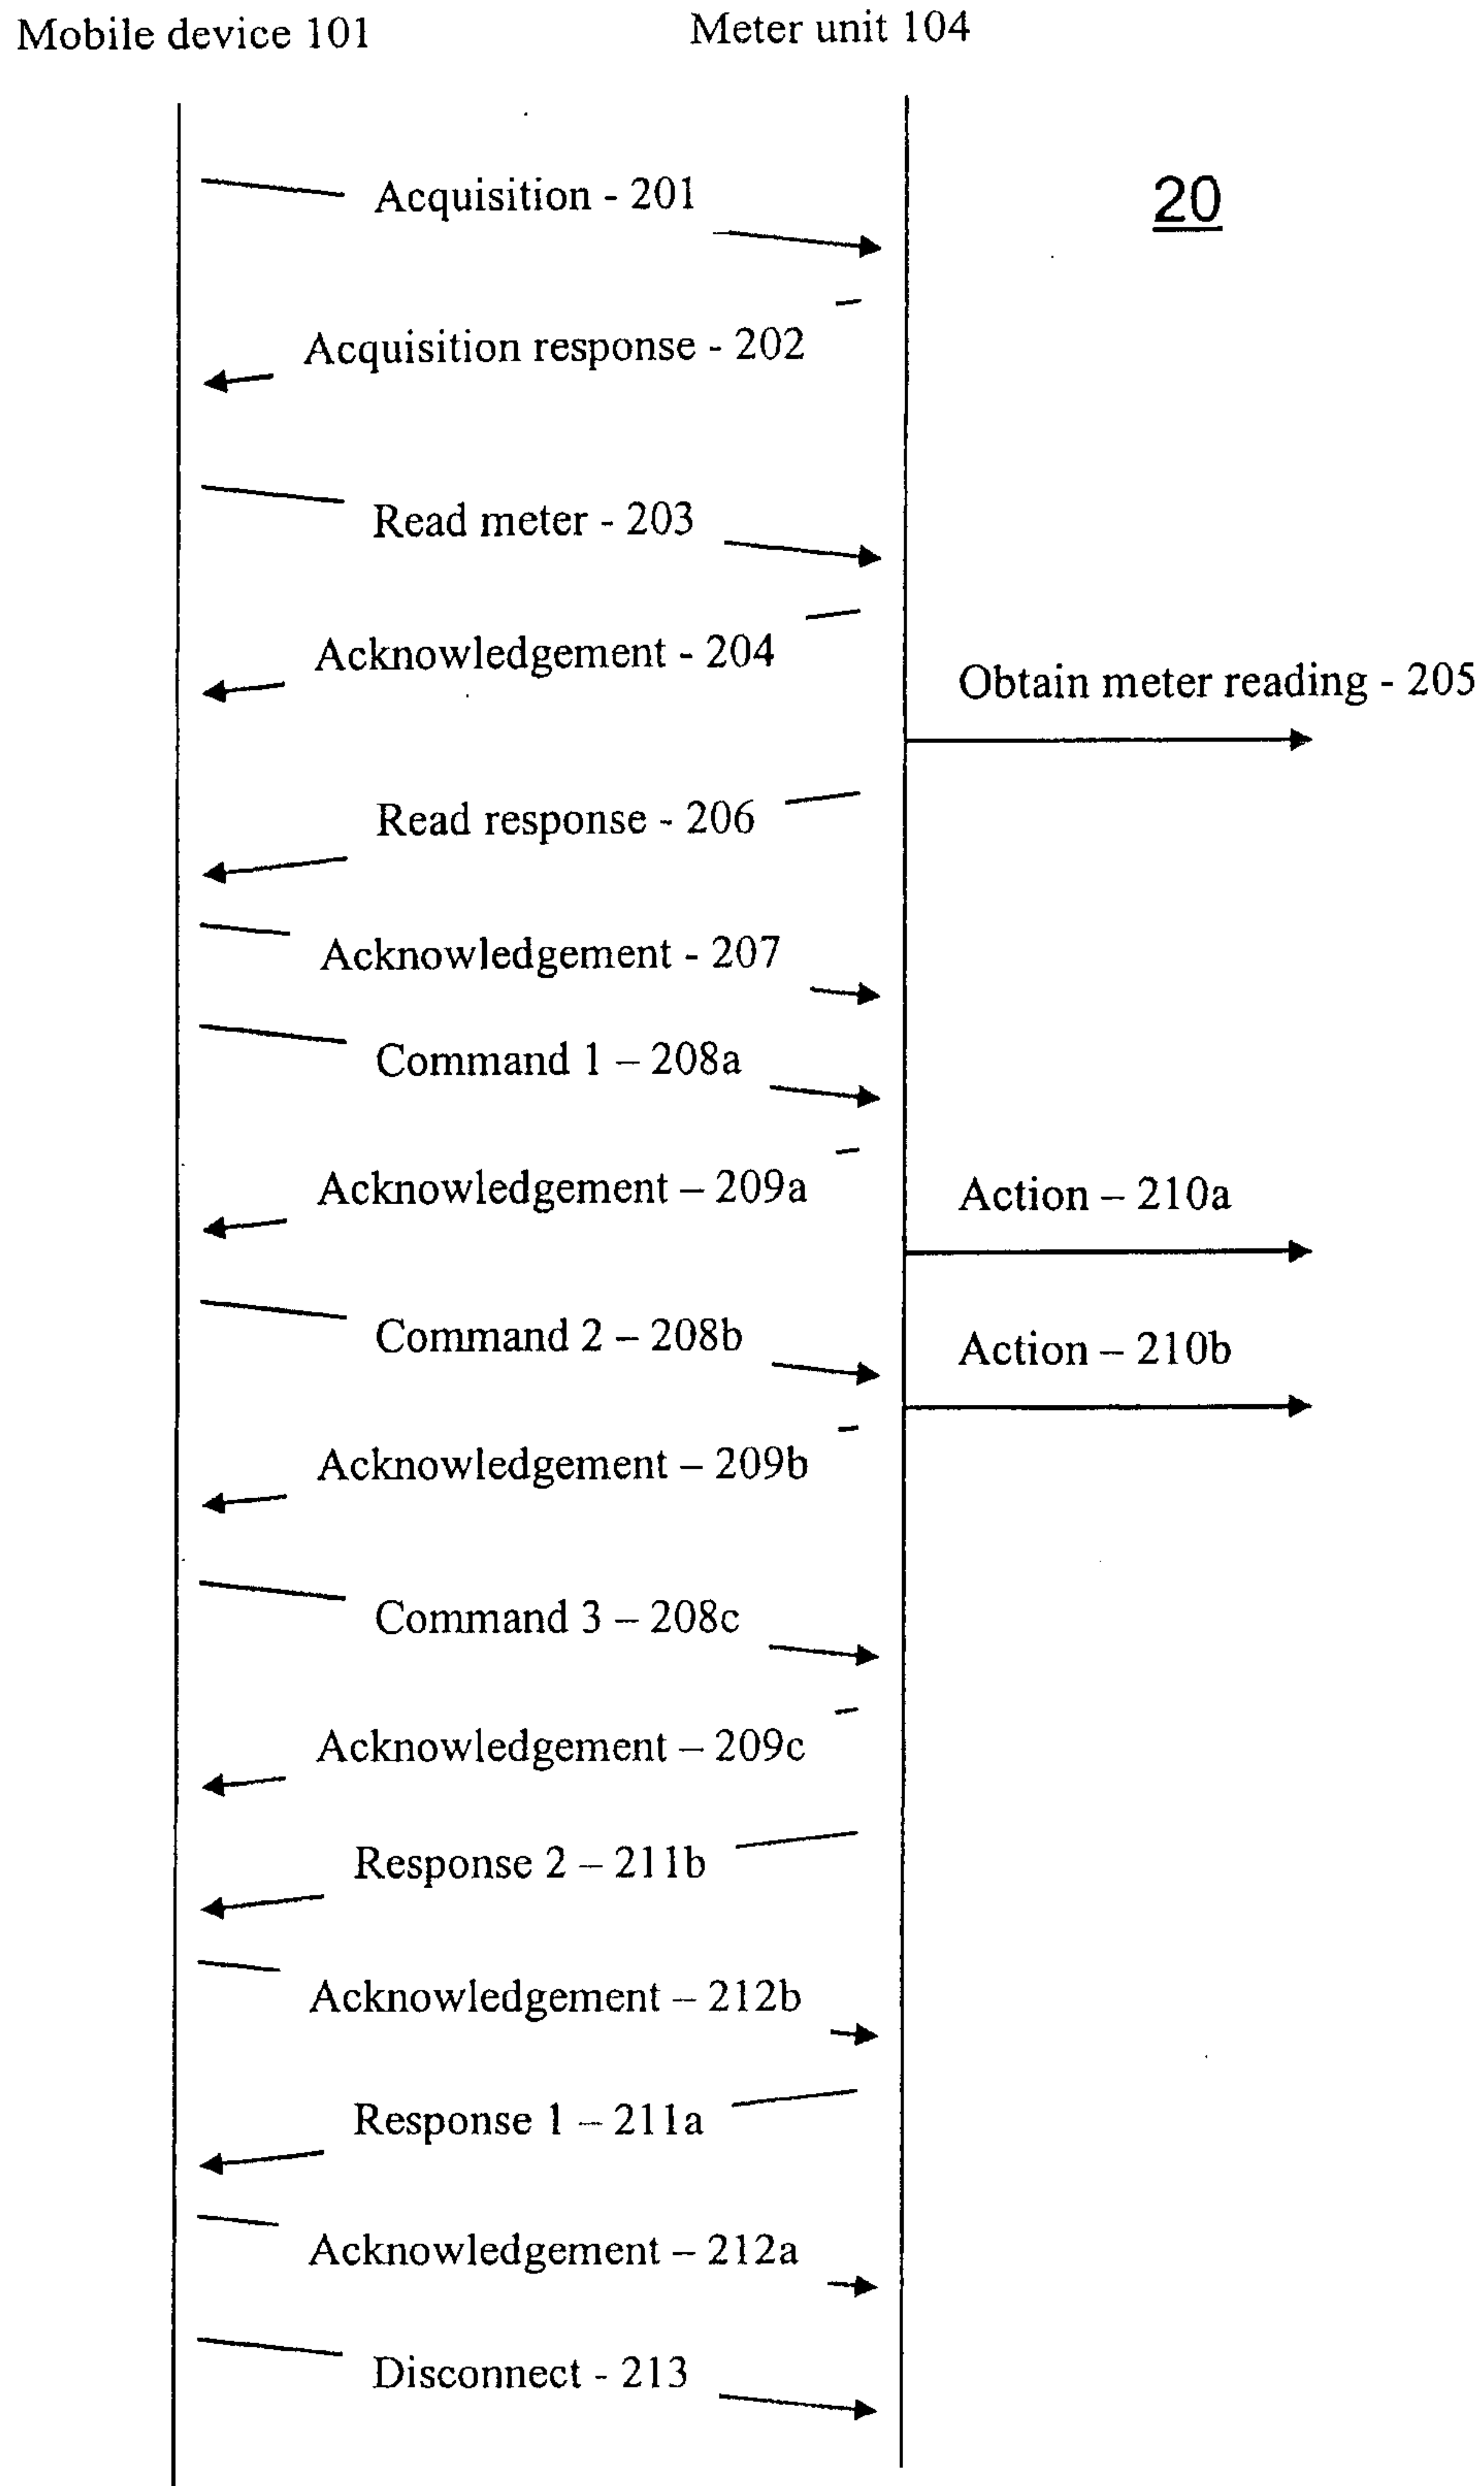 Mobile device 101
Meter unit 104
20
Acquisition - 201
Acquisition response - 202
Read meter - 203
Acknowledgement - 204
Obtain meter reading - 205
Read response - 206
Acknowledgement - 207
Command 1 – 208a
Acknowledgement – 209a
Action – 210a
Command 2 – 208b
Action – 210b
Acknowledgement – 209b
Command 3 – 208c
Acknowledgement – 209c
Response 2 – 211b
Acknowledgement – 212b
Response 1 – 211a
Acknowledgement – 212a
Disconnect - 213